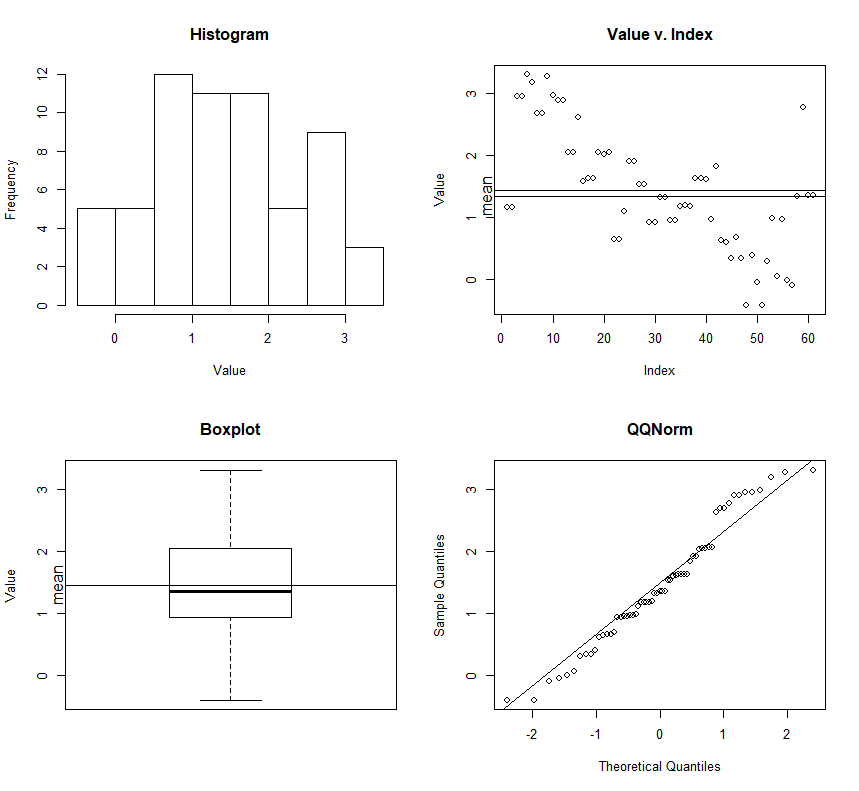 Histogram
Frequency
12
10
8
6
4
2
0
0 1 2 3
Value
Value v. Index
Value
mean
3
2
1
0
0 10 20 30 40 50 60
Index
Boxplot
Value
mean
3
2
1
0
QQNorm
Sample Quantiles
3
2
1
0
-2 -1 0 1 2
Theoretical Quantiles